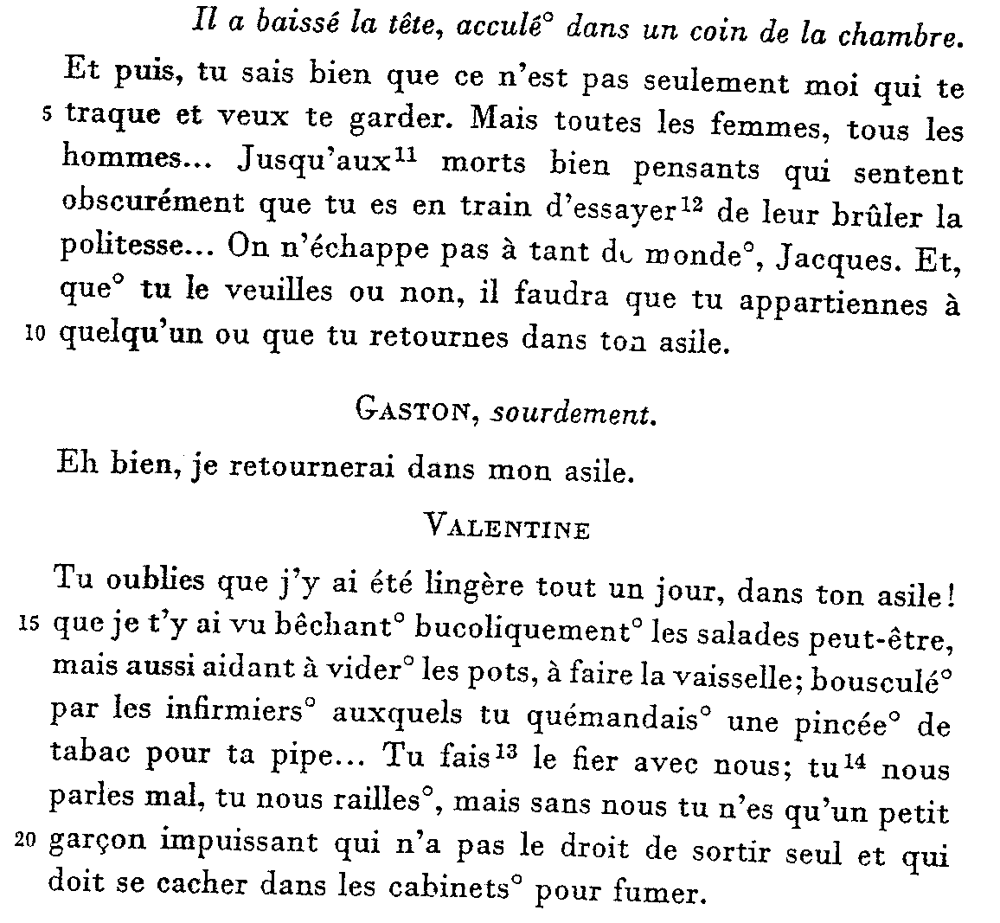 Il a baissé la tête, acculé° dans un coin de la chambre.
Et puis, tu sais bien que ce n'est pas seulement moi qui te
5 traque et veux te garder. Mais toutes les femmes, tous les
hommes... Jusqu'aux¹¹ morts bien pensants qui sentent
obscurément que tu es en train d'essayer¹² de leur brûler la
politesse... On n'échappe pas à tant de monde°, Jacques. Et,
que° tu le veuilles ou non, il faudra que tu appartiennes à
10 quelqu'un ou que tu retournes dans ton asile.
GASTON, sourdement.
Eh bien, je retournerai dans mon asile.
VALENTINE
Tu oublies que j'y ai été lingère tout un jour, dans ton asile!
15 que je t'y ai vu bêchant° bucoliquement° les salades peut-être,
mais aussi aidant à vider° les pots, à faire la vaisselle; bousculé°
par les infirmiers° auxquels tu quémandais° une pincée° de
tabac pour ta pipe... Tu fais¹³ le fier avec nous; tu¹⁴ nous
parles mal, tu nous railles°, mais sans nous tu n'es qu'un petit
20 garçon impuissant qui n'a pas le droit de sortir seul et qui
doit se cacher dans les cabinets° pour fumer.